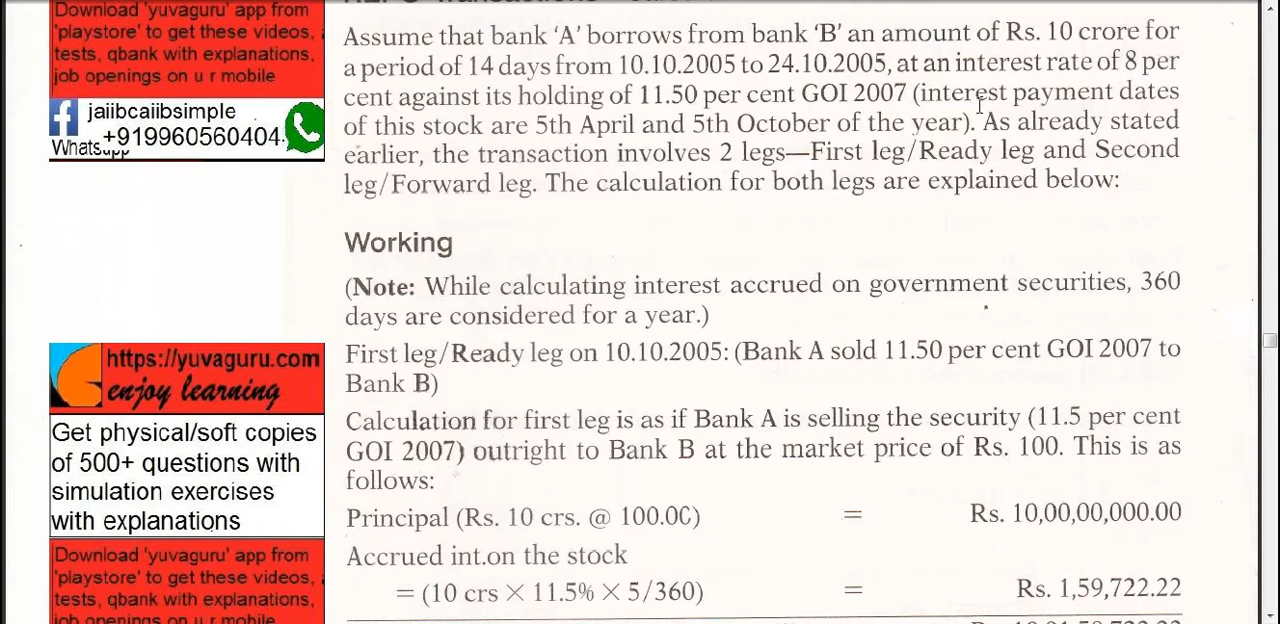 Download 'yuvaguru' app from
'playstore' to get these videos,
tests, qbank with explanations,
job openings on u r mobile
jaiibcaiibsimple
+919960560404
Whatsupp
https://yuvaguru.com
enjoy learning
Get physical/soft copies
of 500+ questions with
simulation exercises
with explanations
Download 'yuvaguru' app from
'playstore' to get these videos,
tests, qbank with explanations,
job openings on u r mobile
Assume that bank ‘A’ borrows from bank ‘B’ an amount of Rs. 10 crore for
a period of 14 days from 10.10.2005 to 24.10.2005, at an interest rate of 8 per
cent against its holding of 11.50 per cent GOI 2007 (interest payment dates
of this stock are 5th April and 5th October of the year). As already stated
earlier, the transaction involves 2 legs—First leg/Ready leg and Second
leg/Forward leg. The calculation for both legs are explained below:
Working
(Note: While calculating interest accrued on government securities, 360
days are considered for a year.)
First leg/Ready leg on 10.10.2005: (Bank A sold 11.50 per cent GOI 2007 to
Bank B)
Calculation for first leg is as if Bank A is selling the security (11.5 per cent
GOI 2007) outright to Bank B at the market price of Rs. 100. This is as
follows:
Principal (Rs. 10 crs. @ 100.00) = Rs. 10,00,00,000.00
Accrued int.on the stock
= (10 crs × 11.5% × 5/360) = Rs. 1,59,722.22